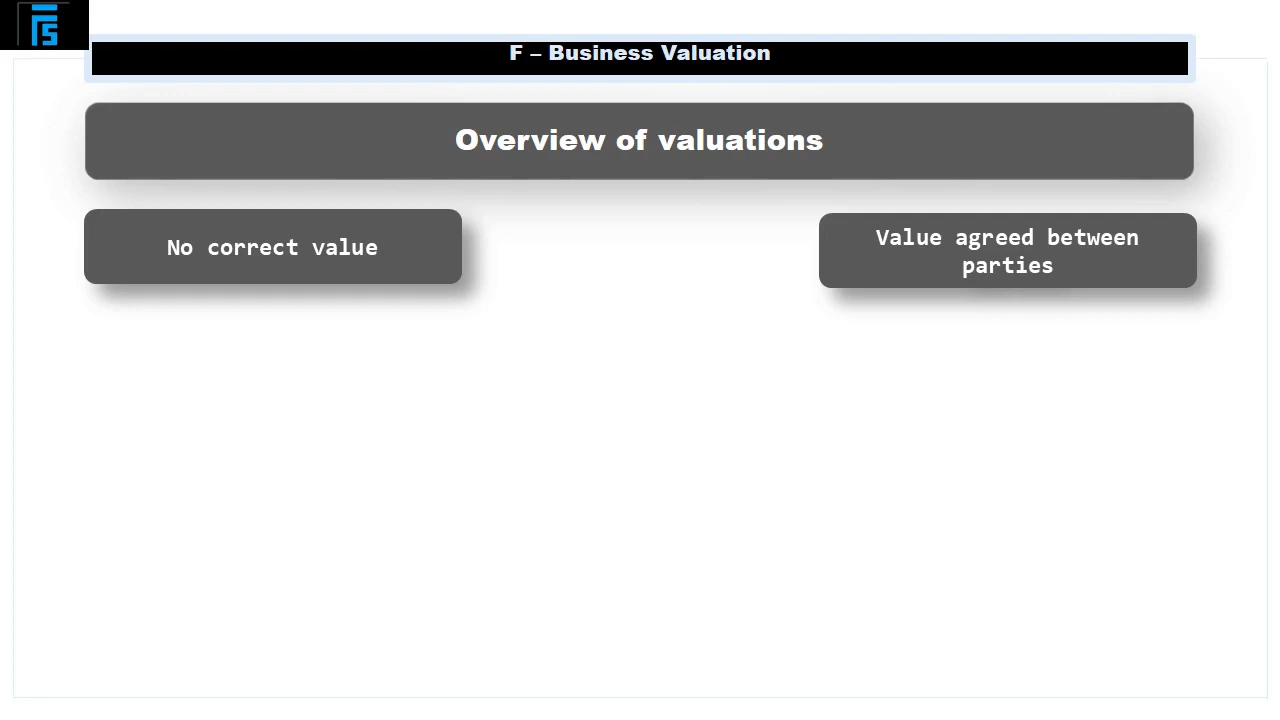 F – Business Valuation
Overview of valuations
No correct value
Value agreed between
parties